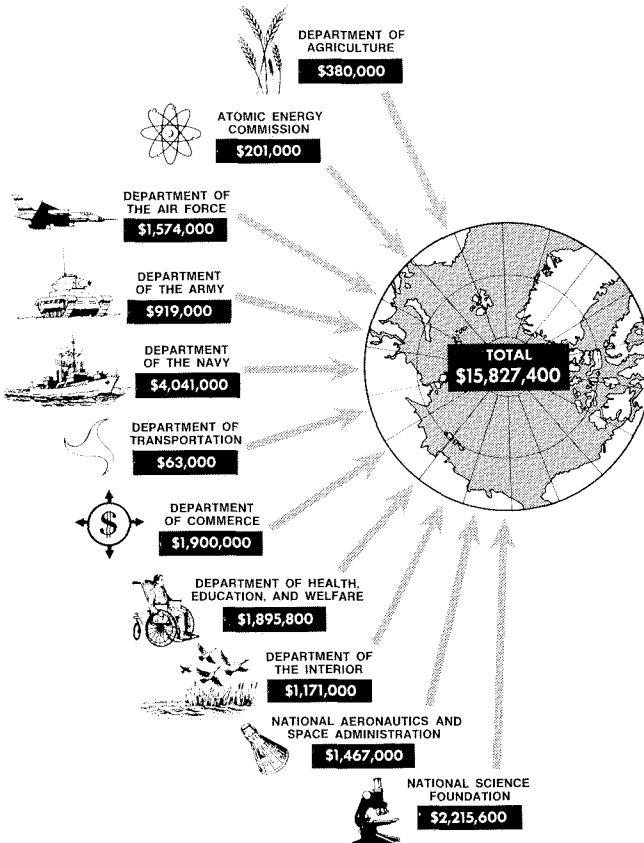 DEPARTMENT OF
AGRICULTURE
$380,000
ATOMIC ENERGY
COMMISSION
$201,000
DEPARTMENT OF
THE AIR FORCE
$1,574,000
DEPARTMENT
OF THE ARMY
$919,000
DEPARTMENT
OF THE NAVY
$4,041,000
DEPARTMENT OF
TRANSPORTATION
$63,000
$
DEPARTMENT
OF COMMERCE
$1,900,000
DEPARTMENT OF HEALTH,
EDUCATION, AND WELFARE
$1,895,800
DEPARTMENT OF
THE INTERIOR
$1,171,000
NATIONAL AERONAUTICS AND
SPACE ADMINISTRATION
$1,467,000
NATIONAL SCIENCE
FOUNDATION
$2,215,600
TOTAL
$15,827,400